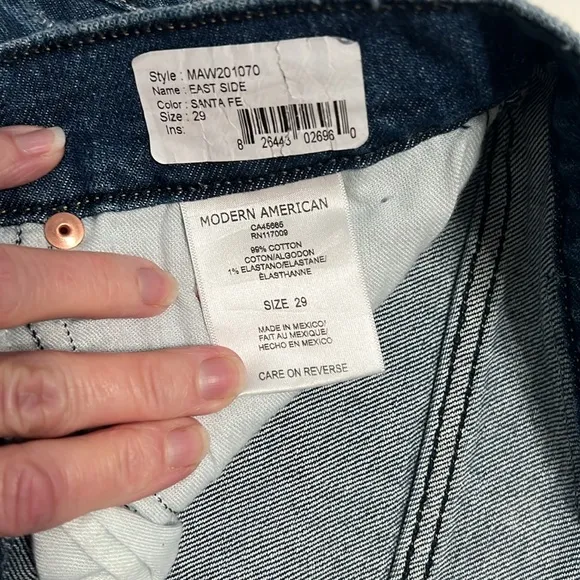 Style : MAW201070
Name : EAST SIDE
Color : SANTA FE
Size : 29
Ins:
8 26443 02696 0
MODERN AMERICAN
CA45665
RN117009
99% COTTON
COTON/ALGODON
1% ELASTANO/ELASTANE/
ÈLASTHANNE
SIZE 29
MADE IN MEXICO/
FAIT AU MEXIQUE/
HECHO EN MEXICO
CARE ON REVERSE